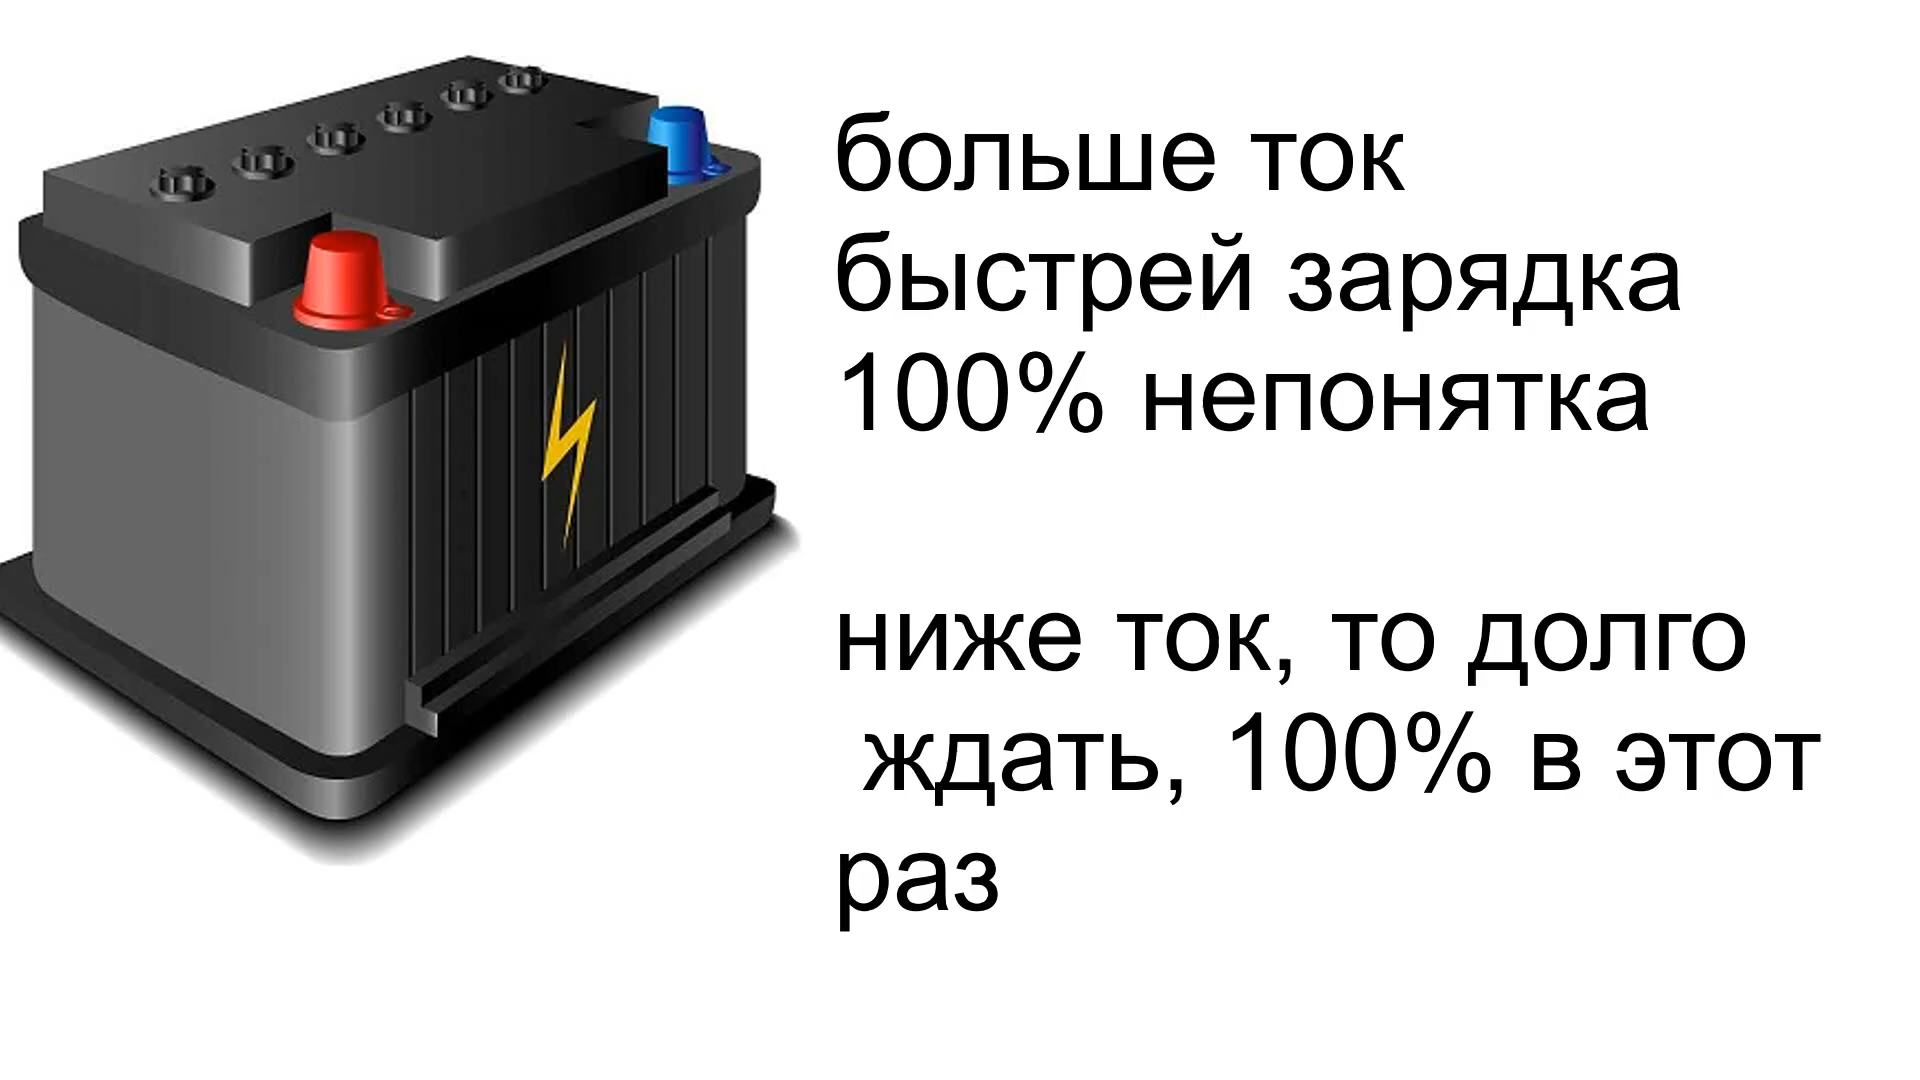 больше ток
быстрей зарядка
100% непонятка
ниже ток, то долго
ждать, 100% в этот
раз